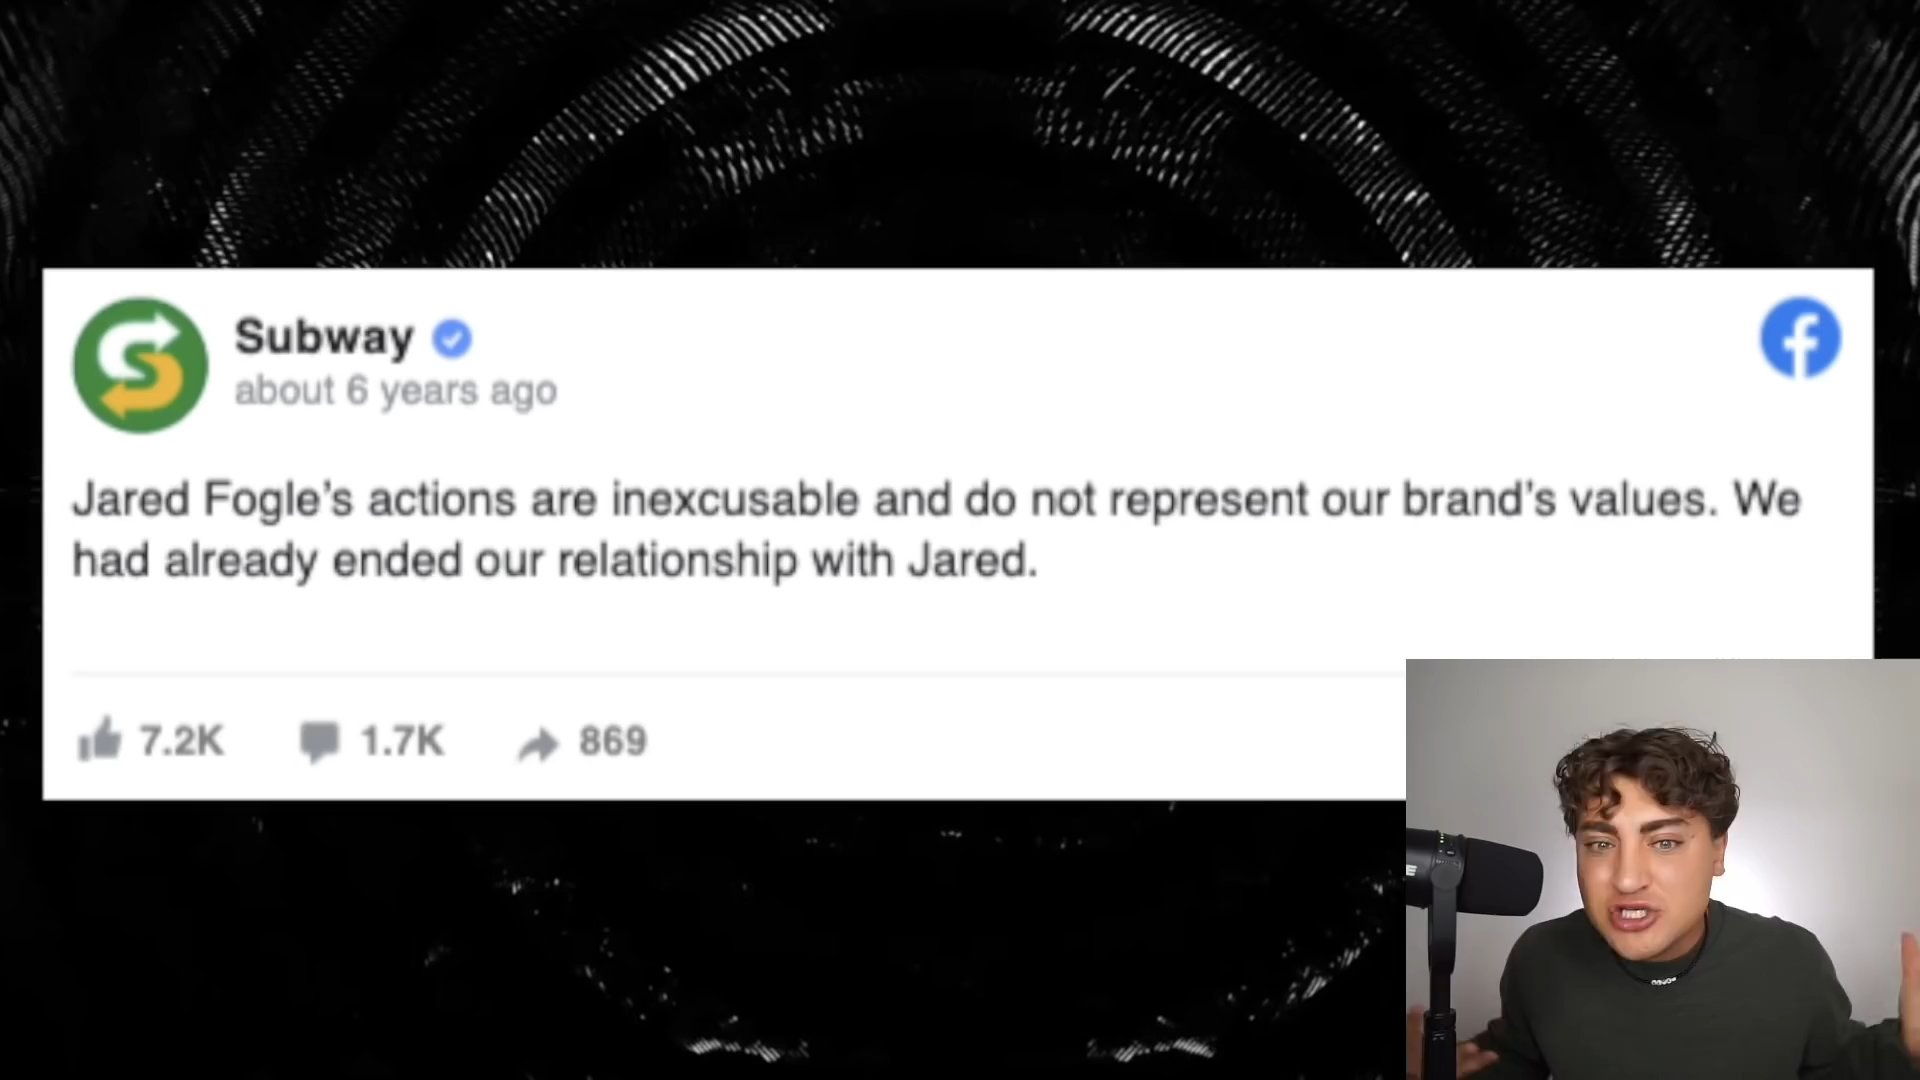 Subway
about 6 years ago
Jared Fogle's actions are inexcusable and do not represent our brand's values. We
had already ended our relationship with Jared.
7.2K 1.7K 869